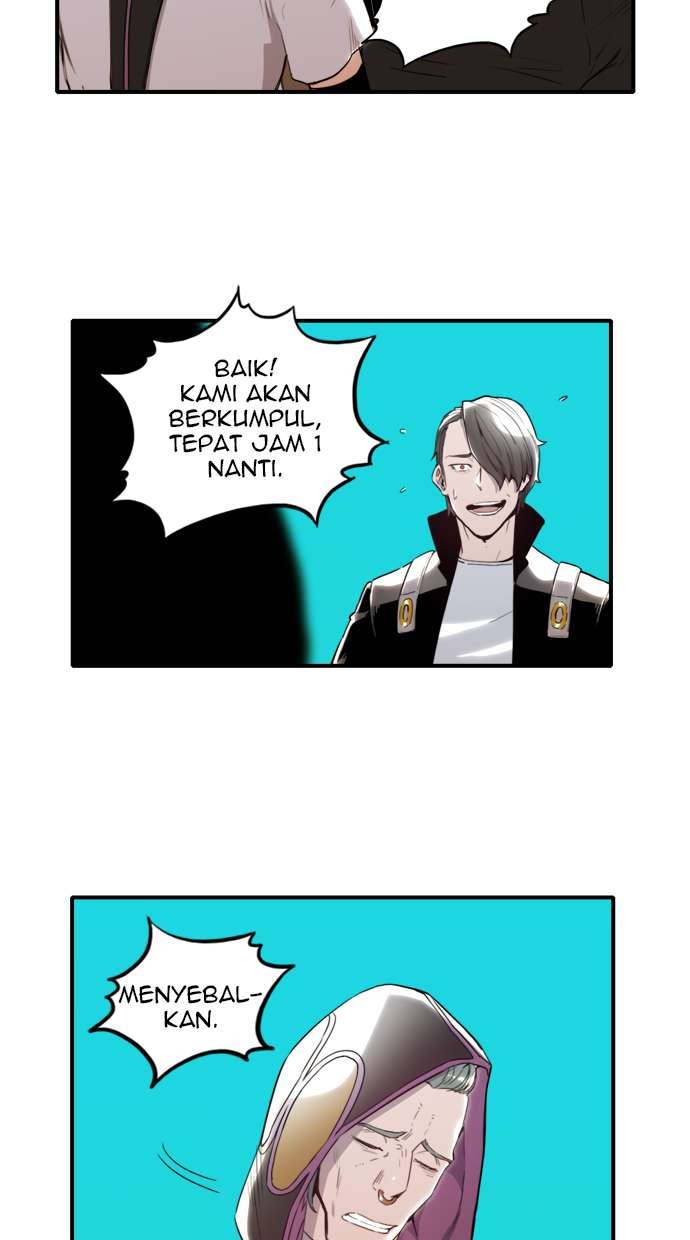 BAIK!
KAMI AKAN
BERKUMPUL,
TEPAT JAM 1
NANTI.
MENYEBAL-
KAN.